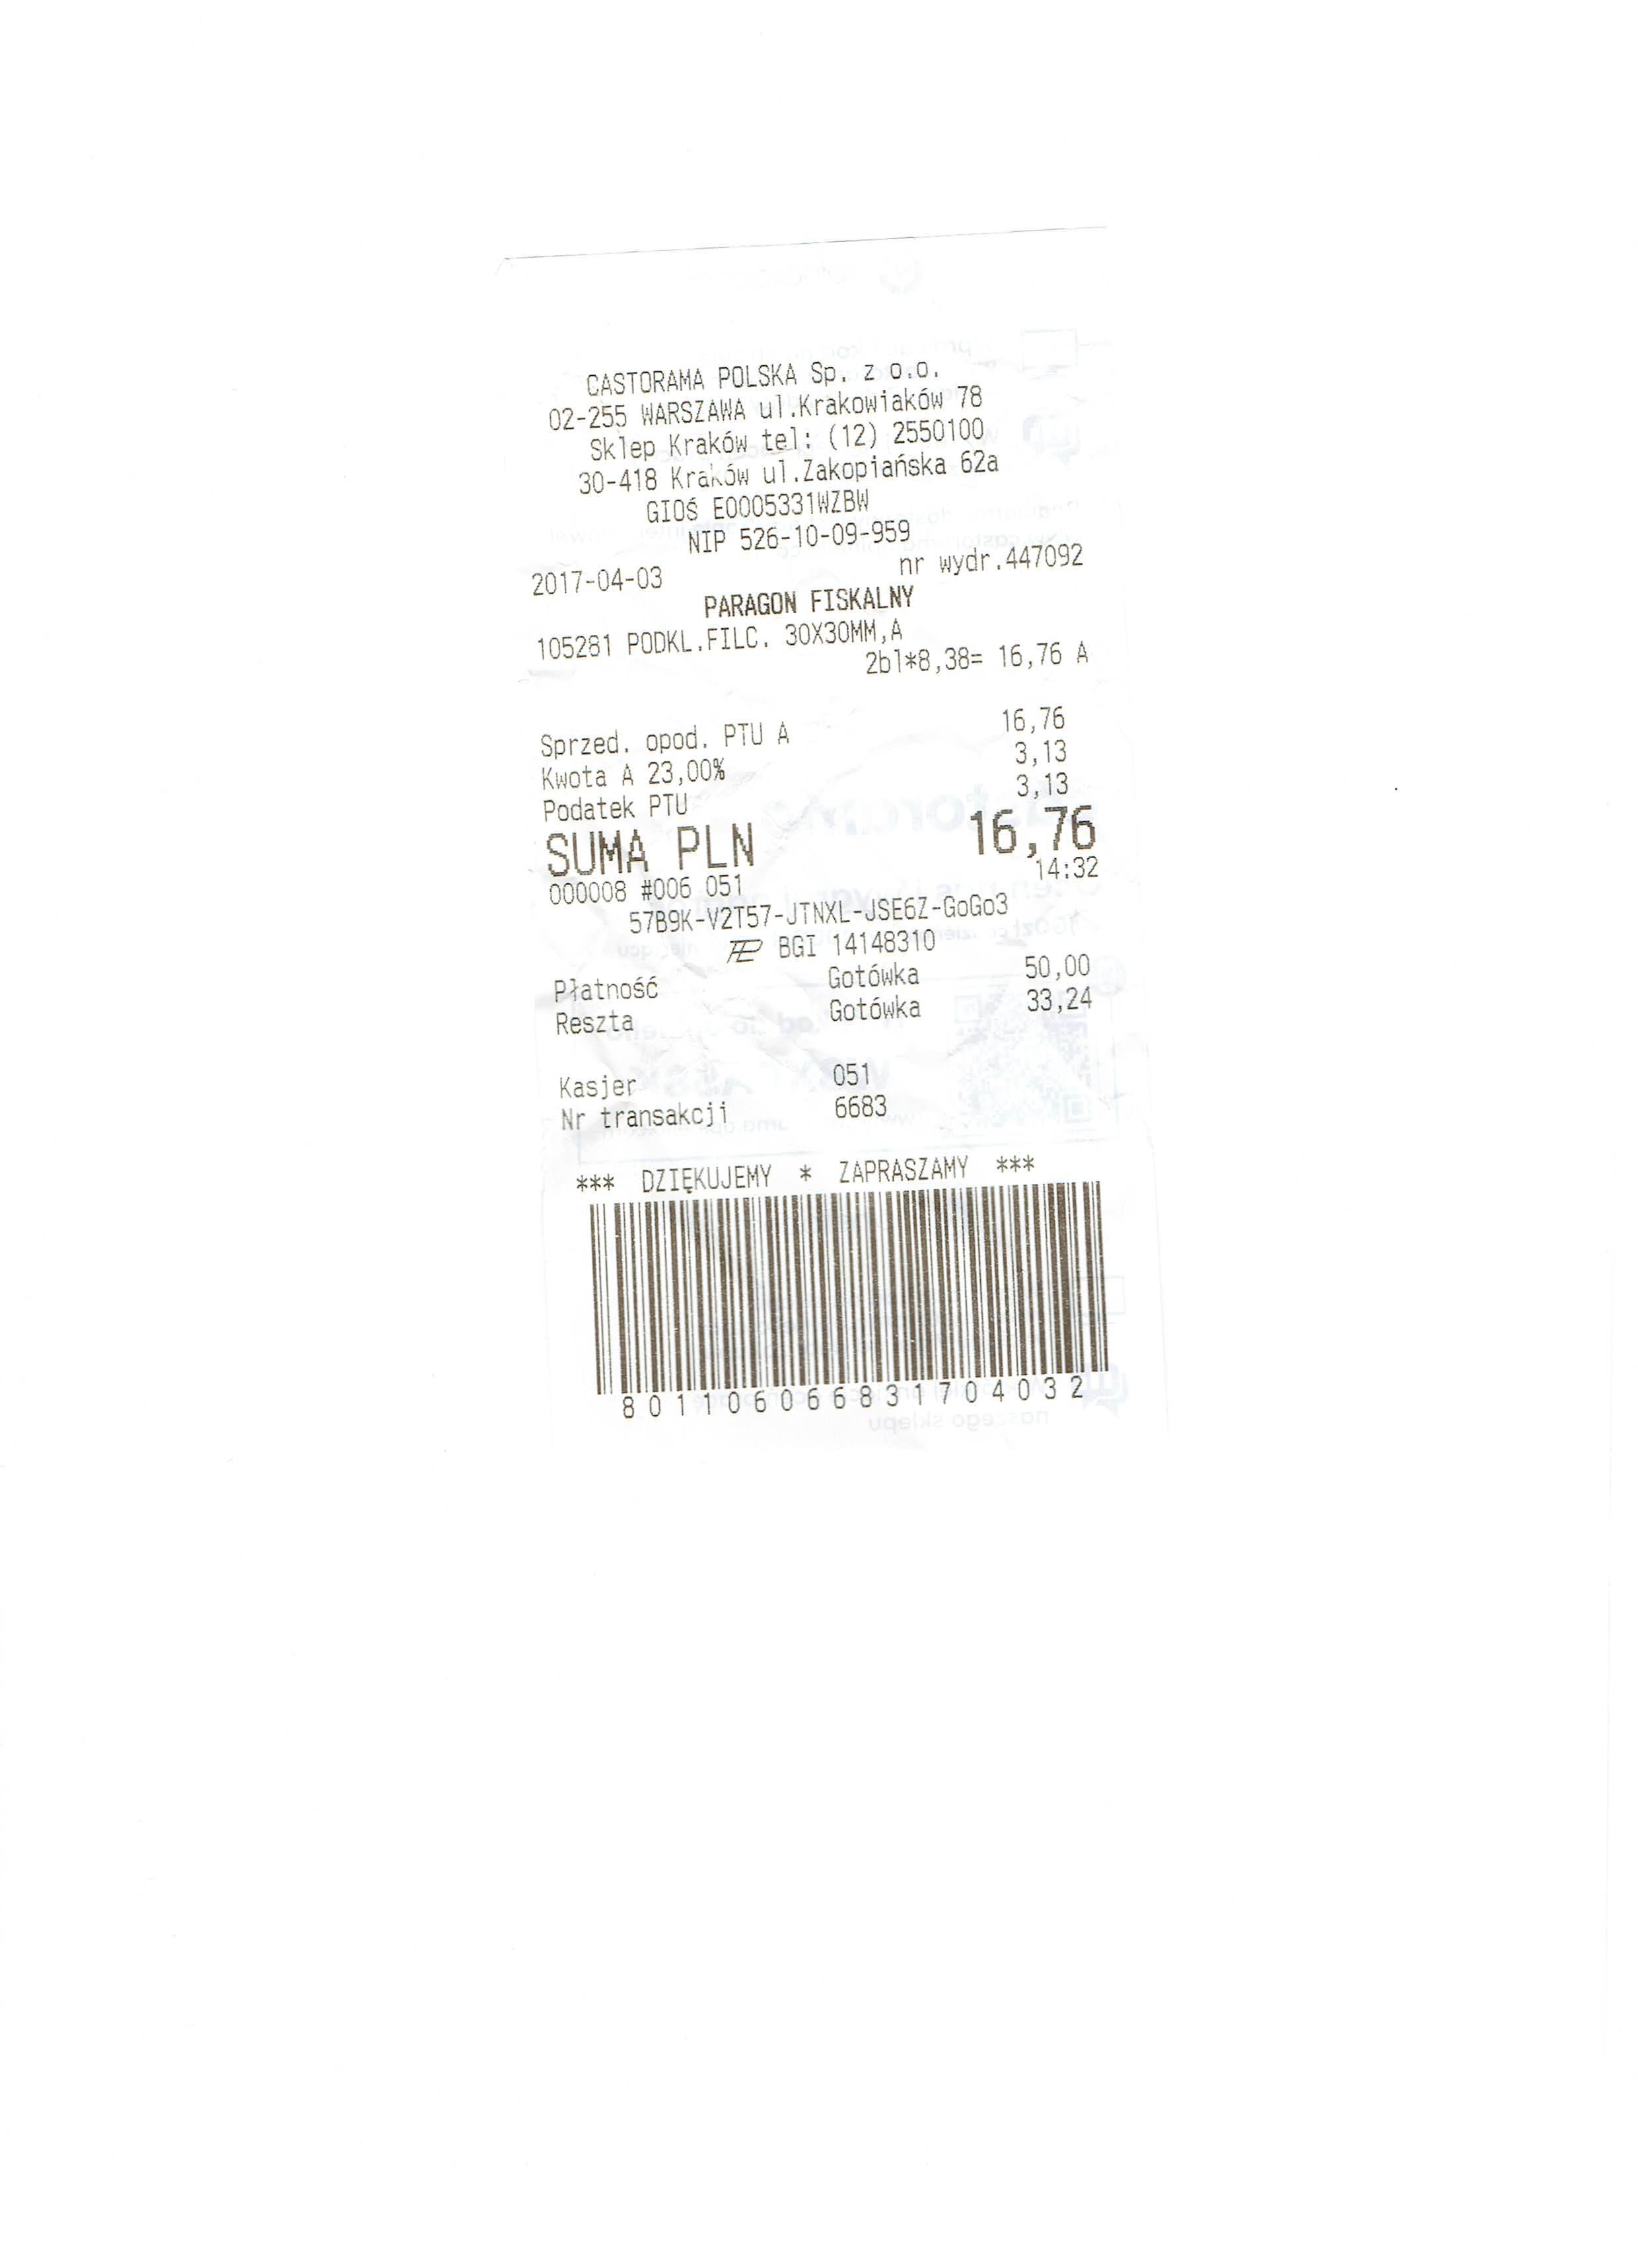 CASTORAMA POLSKA Sp. z o.o.
02-255 WARSZAWA ul.Krakowiaków 78
Sklep Kraków tel: (12) 2550100
30-418 Kraków ul.Zakopiańska 62a
GIOŚ E0005331WZBW
NIP 526-10-09-959
2017-04-03 nr wydr.447092
PARAGON FISKALNY
105281 PODKL.FILC. 30X30MM,A
2bl*8,38= 16,76 A
Sprzed. opod. PTU A 16,76
Kwota A 23,00% 3,13
Podatek PTU 3,13
SUMA PLN 16,76
000008 #006 051 14:32
57B9K-V2T57-JTNXL-JSE6Z-GoGo3
BGI 14148310
Płatność Gotówka 50,00
Reszta Gotówka 33,24
Kasjer 051
Nr transakcji 6683
*** DZIĘKUJEMY * ZAPRASZAMY ***
801106066831704032